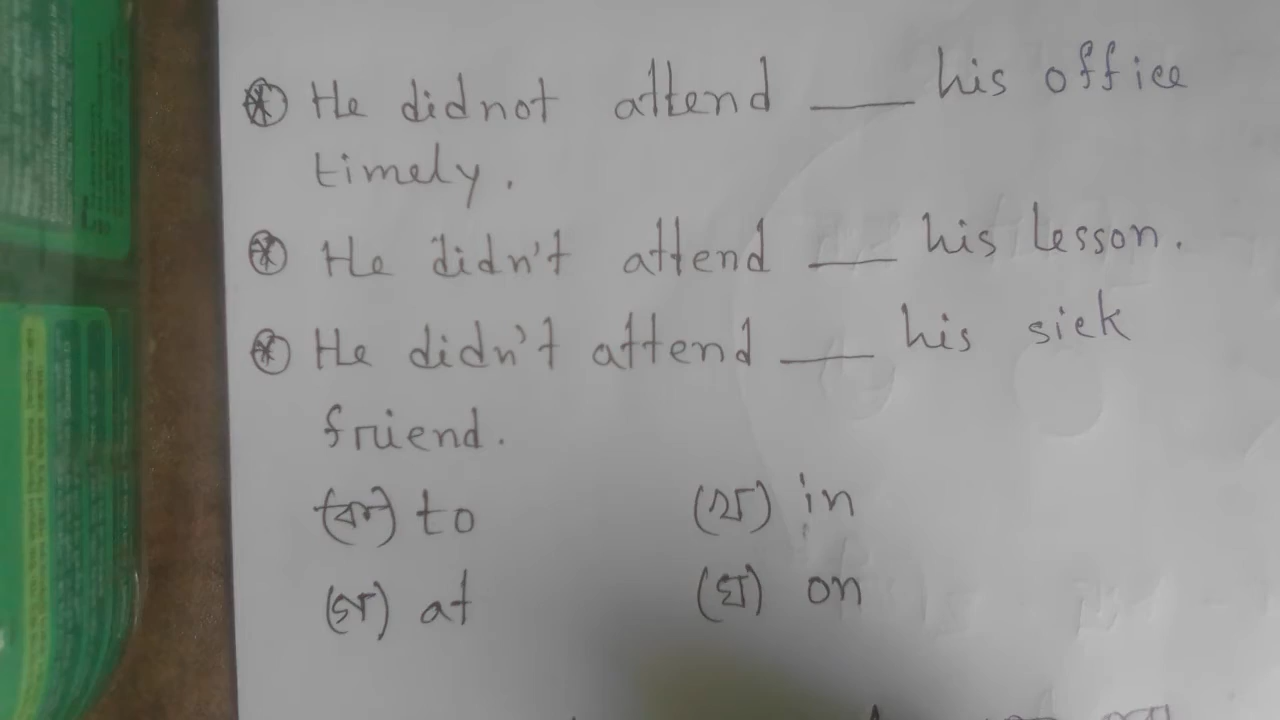 He didnot attend ___ his office
timely.
He didn't attend ___ his lesson.
He didn't attend ___ his sick
friend.
(ক) to (খ) in
(গ) at (ঘ) on